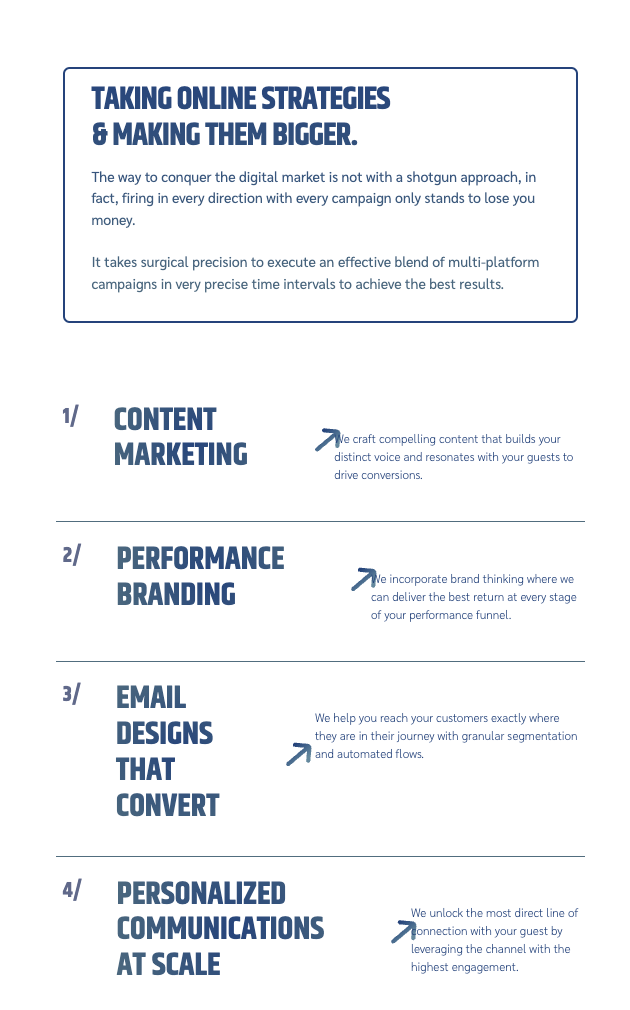 TAKING ONLINE STRATEGIES
& MAKING THEM BIGGER.
The way to conquer the digital market is not with a shotgun approach, in
fact, firing in every direction with every campaign only stands to lose you
money.
It takes surgical precision to execute an effective blend of multi-platform
campaigns in very precise time intervals to achieve the best results.
1/
CONTENT
MARKETING
We craft compelling content that builds your
distinct voice and resonates with your guests to
drive conversions.
2/
PERFORMANCE
BRANDING
We incorporate brand thinking where we
can deliver the best return at every stage
of your performance funnel.
3/
EMAIL
DESIGNS
THAT
CONVERT
We help you reach your customers exactly where
they are in their journey with granular segmentation
and automated flows.
4/
PERSONALIZED
COMMUNICATIONS
AT SCALE
We unlock the most direct line of
connection with your guest by
leveraging the channel with the
highest engagement.